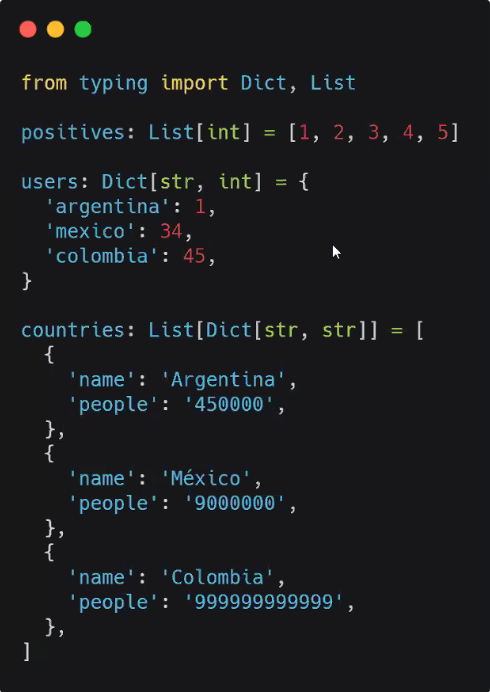 from typing import Dict, List
positives: List[int] = [1, 2, 3, 4, 5]
users: Dict[str, int] = {
  'argentina': 1,
  'mexico': 34,
  'colombia': 45,
}
countries: List[Dict[str, str]] = [
  {
    'name': 'Argentina',
    'people': '450000',
  },
  {
    'name': 'México',
    'people': '9000000',
  },
  {
    'name': 'Colombia',
    'people': '999999999999',
  },
]